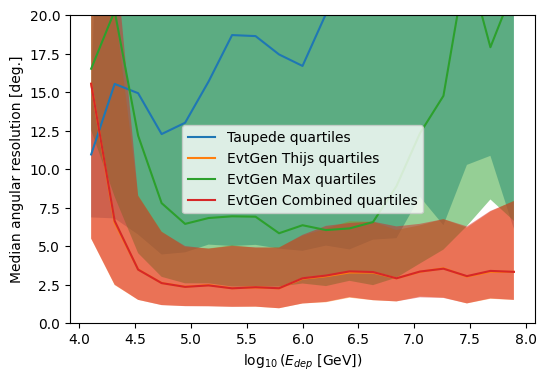 20.0
17.5
15.0
12.5
10.0
7.5
5.0
2.5
0.0
Median angular resolution [deg.]
Taupede quartiles
EvtGen Thijs quartiles
EvtGen Max quartiles
EvtGen Combined quartiles
4.0 4.5 5.0 5.5 6.0 6.5 7.0 7.5 8.0
log₁₀(E_dep [GeV])